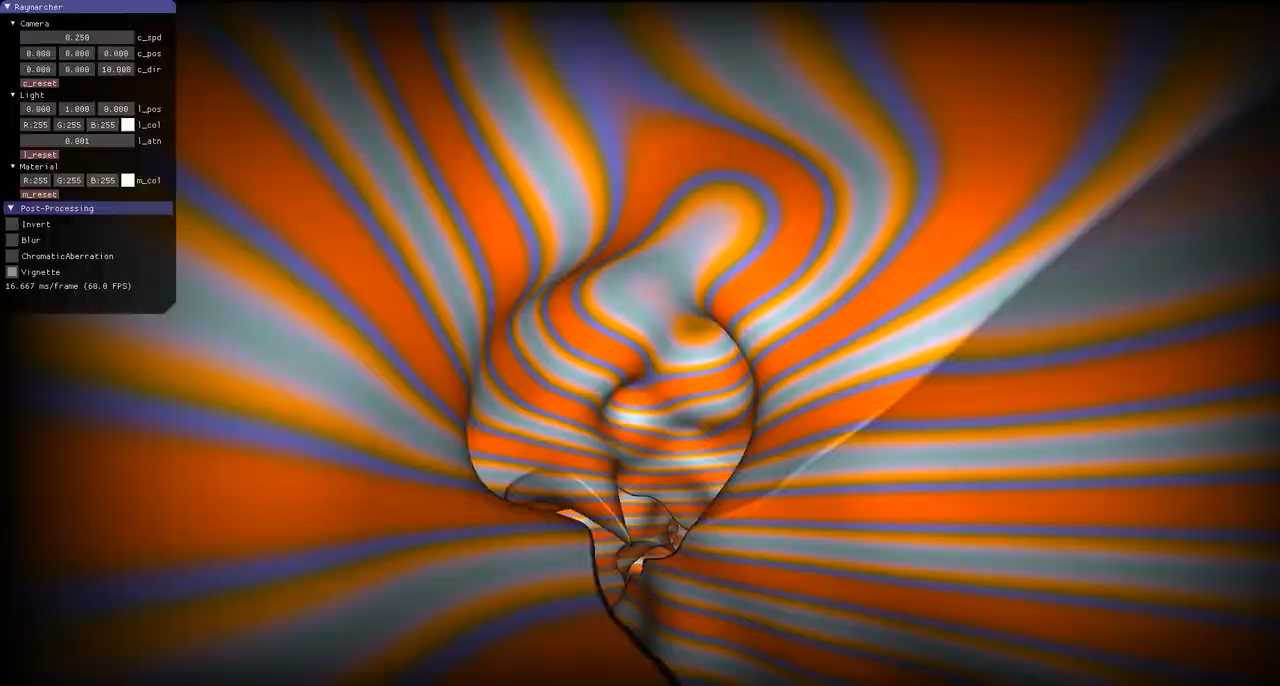 Raymarcher
Camera
0.250 c_spd
0.000 0.000 0.000 c_pos
0.000 0.000 10.000 c_dir
c_reset
Light
0.000 1.000 0.000 l_pos
R:255 G:255 B:255 l_col
0.001 l_atn
l_reset
Material
R:255 G:255 B:255 m_col
m_reset
Post-Processing
Invert
Blur
ChromaticAberration
Vignette
16.667 ms/frame (60.0 FPS)